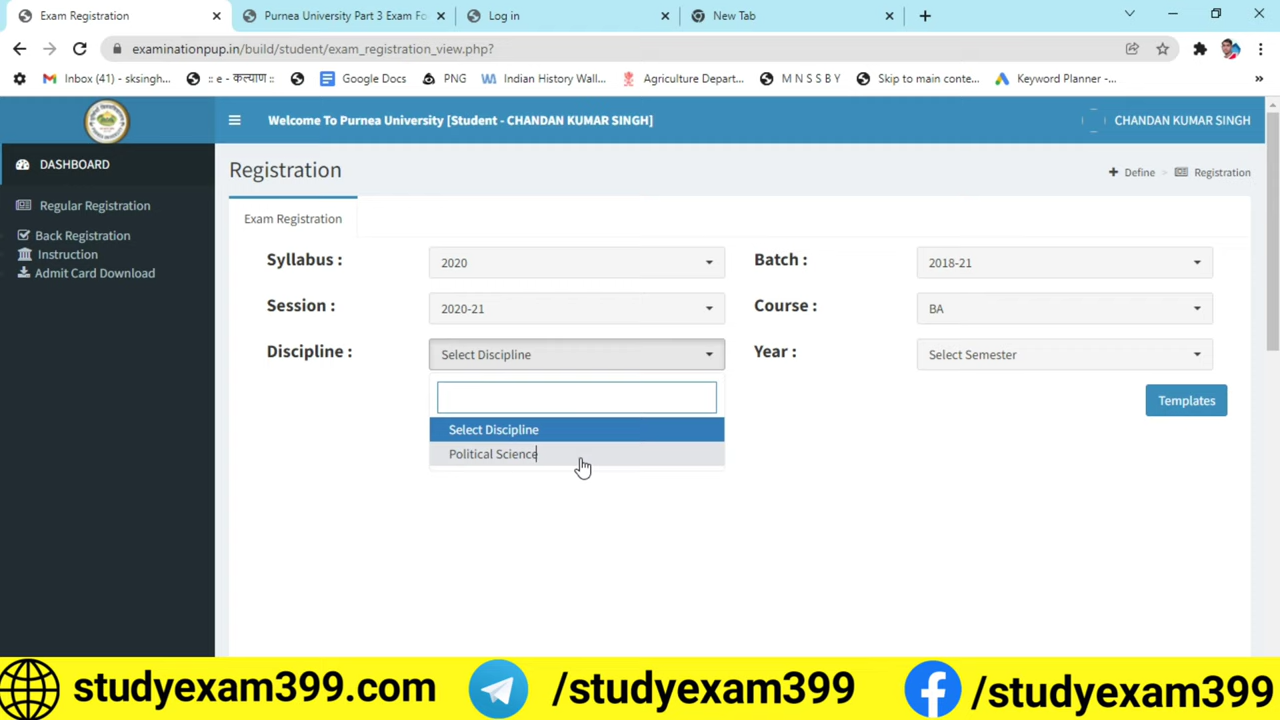 Exam Registration
Purnea University Part 3 Exam Fo
Log in
New Tab
examinationpup.in/build/student/exam_registration_view.php?
Inbox (41) - sksingh...
:: e - कल्याण ::
Google Docs
PNG
Indian History Wall...
Agriculture Depart...
M N S S B Y
Skip to main conte...
Keyword Planner -...
»
Welcome To Purnea University [Student - CHANDAN KUMAR SINGH]
CHANDAN KUMAR SINGH
DASHBOARD
Regular Registration
Back Registration
Instruction
Admit Card Download
Registration
Define
Registration
Exam Registration
Syllabus :
2020
Batch :
2018-21
Session :
2020-21
Course :
BA
Discipline :
Select Discipline
Year :
Select Semester
Select Discipline
Political Science
Templates
studyexam399.com
/studyexam399
/studyexam399